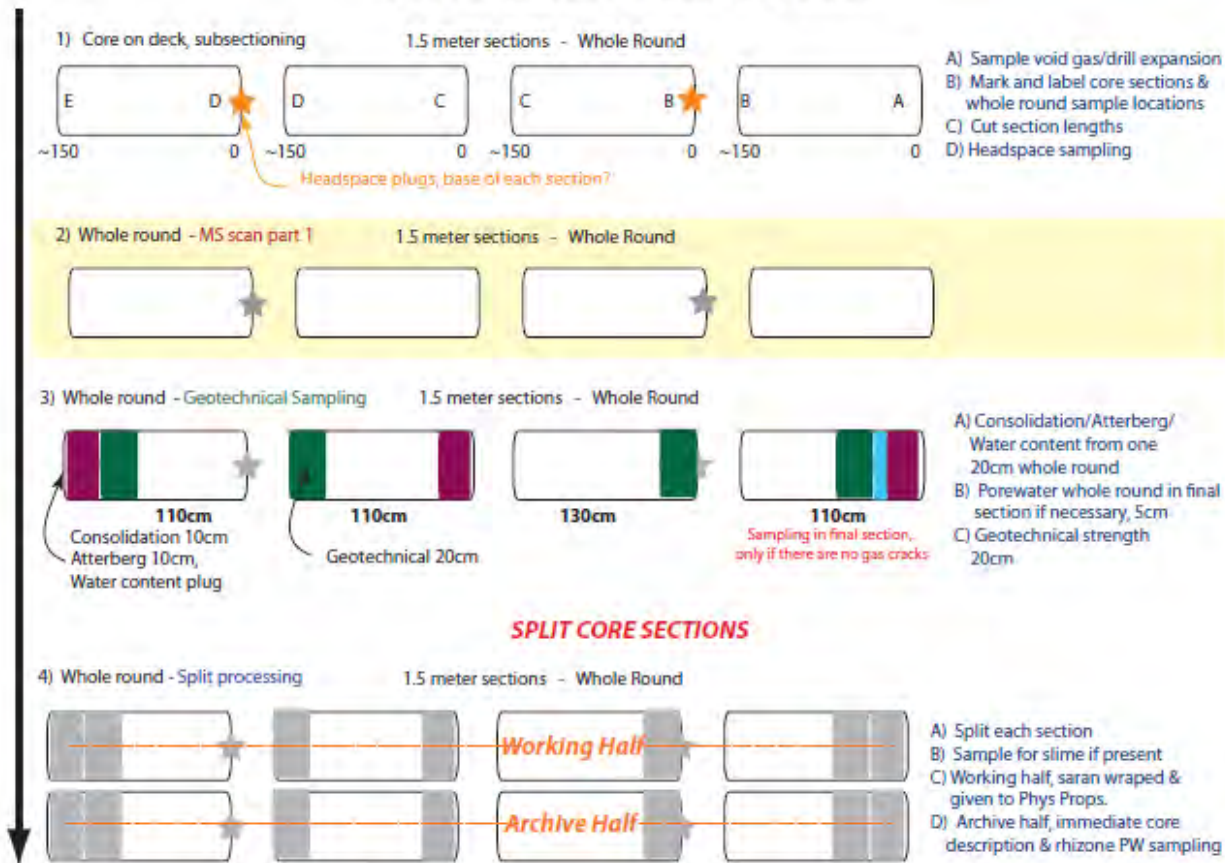 1) Core on deck, subsectioning 1.5 meter sections - Whole Round
E D D C C B B A
~150 0 ~150 0 ~150 0 ~150 0
Headspace plugs, base of each section?
A) Sample void gas/drill expansion
B) Mark and label core sections &
whole round sample locations
C) Cut section lengths
D) Headspace sampling
2) Whole round - MS scan part 1 1.5 meter sections - Whole Round
3) Whole round - Geotechnical Sampling 1.5 meter sections - Whole Round
110cm 110cm 130cm 110cm
Consolidation 10cm
Atterberg 10cm,
Water content plug
Geotechnical 20cm
Sampling in final section,
only if there are no gas cracks
A) Consolidation/Atterberg/
Water content from one
20cm whole round
B) Porewater whole round in final
section if necessary, 5cm
C) Geotechnical strength
20cm
SPLIT CORE SECTIONS
4) Whole round - Split processing 1.5 meter sections - Whole Round
Working Half
Archive Half
A) Split each section
B) Sample for slime if present
C) Working half, saran wraped &
given to Phys Props.
D) Archive half, immediate core
description & rhizone PW sampling